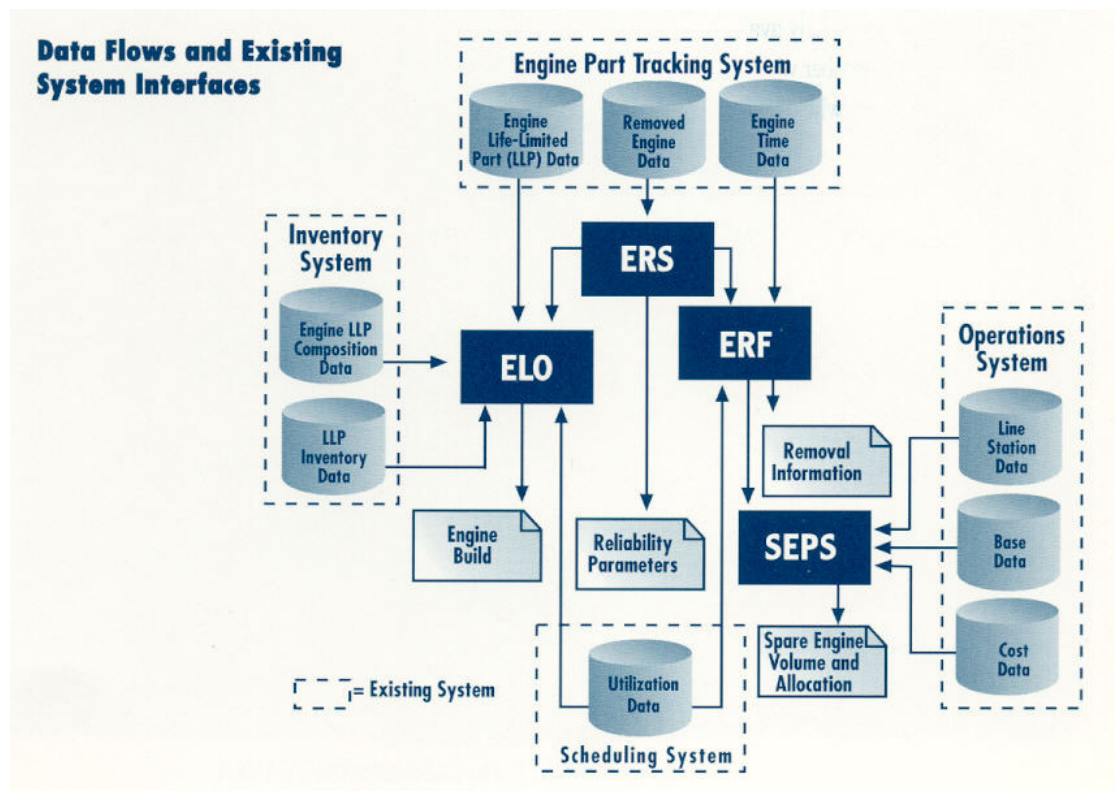 Data Flows and Existing
System Interfaces
Engine Part Tracking System
Engine
Life-Limited
Part (LLP) Data
Removed
Engine
Data
Engine
Time
Data
Inventory
System
Engine LLP
Composition
Data
LLP
Inventory
Data
ERS
ELO
ERF
Operations
System
Line
Station
Data
Base
Data
Cost
Data
Removal
Information
Engine
Build
Reliability
Parameters
SEPS
Spare Engine
Volume and
Allocation
Utilization
Data
Scheduling System
= Existing System